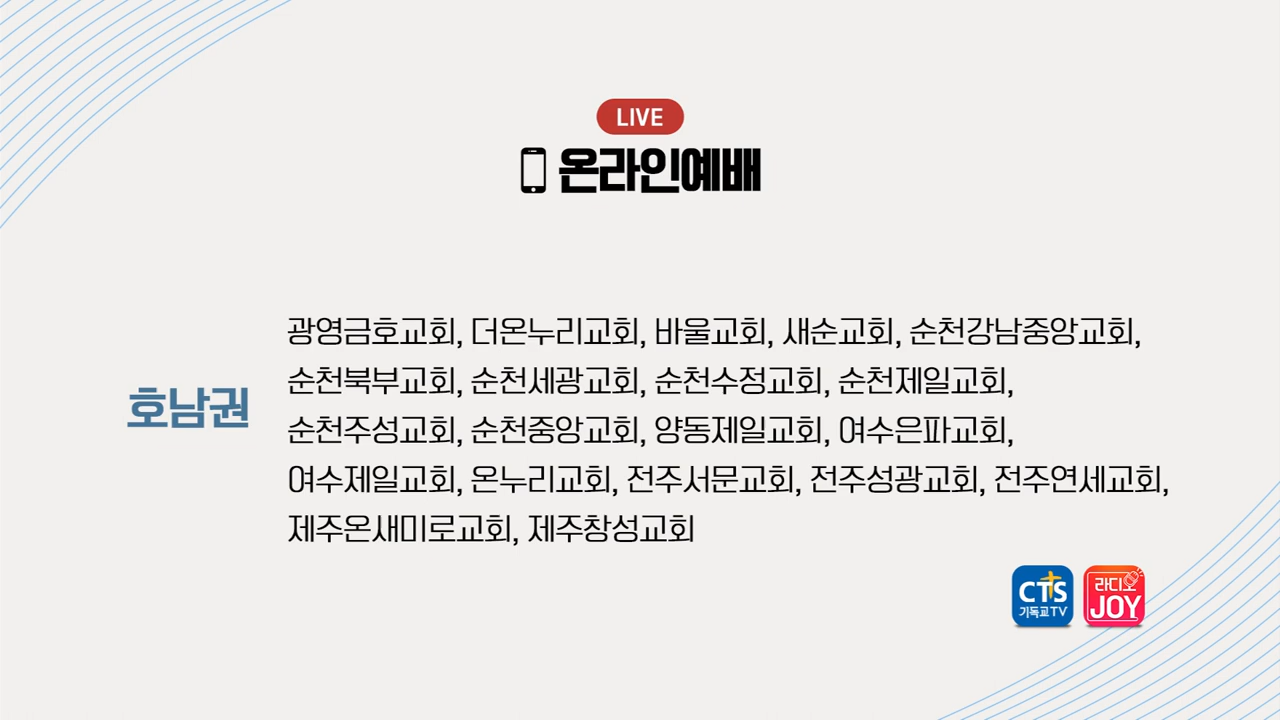 LIVE
온라인예배
호남권
광영금호교회, 더온누리교회, 바울교회, 새순교회, 순천강남중앙교회,
순천북부교회, 순천세광교회, 순천수정교회, 순천제일교회,
순천주성교회, 순천중앙교회, 양동제일교회, 여수은파교회,
여수제일교회, 온누리교회, 전주서문교회, 전주성광교회, 전주연세교회,
제주온새미로교회, 제주창성교회
CTS
기독교TV
라디오
JOY